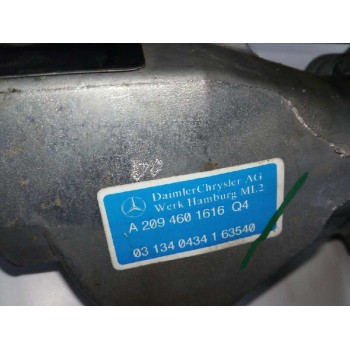 DaimlerChrysler AG
Werk Hamburg ML2
A 209 460 1616 Q4
03 134 0434 1 63540